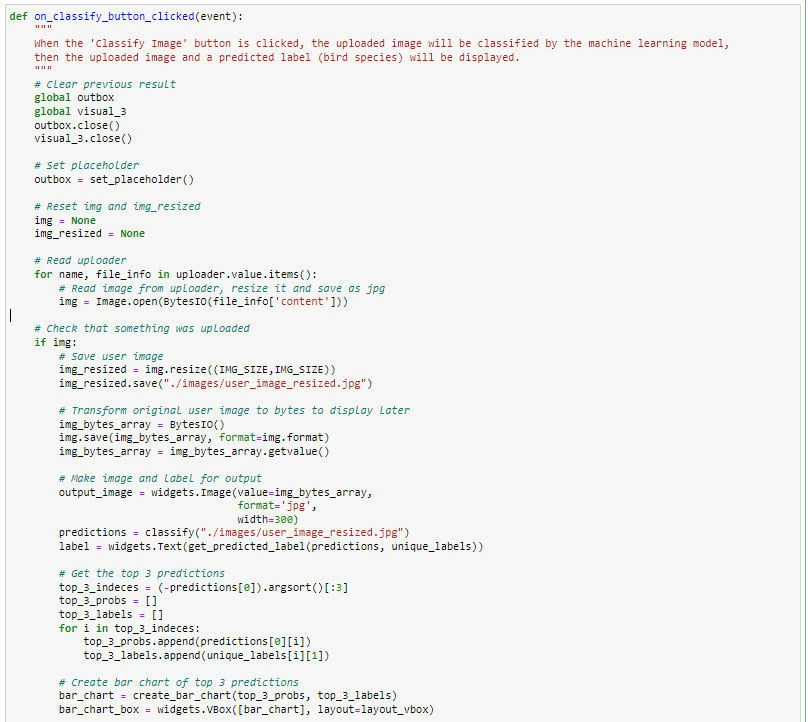 def on_classify_button_clicked(event):
    """
    When the 'Classify Image' button is clicked, the uploaded image will be classified by the machine learning model,
    then the uploaded image and a predicted label (bird species) will be displayed.
    """
    # Clear previous result
    global outbox
    global visual_3
    outbox.close()
    visual_3.close()

    # Set placeholder
    outbox = set_placeholder()

    # Reset img and img_resized
    img = None
    img_resized = None

    # Read uploader
    for name, file_info in uploader.value.items():
        # Read image from uploader, resize it and save as jpg
        img = Image.open(BytesIO(file_info['content']))

    # Check that something was uploaded
    if img:
        # Save user image
        img_resized = img.resize((IMG_SIZE,IMG_SIZE))
        img_resized.save("./images/user_image_resized.jpg")

        # Transform original user image to bytes to display later
        img_bytes_array = BytesIO()
        img.save(img_bytes_array, format=img.format)
        img_bytes_array = img_bytes_array.getvalue()

        # Make image and label for output
        output_image = widgets.Image(value=img_bytes_array,
                                     format='jpg',
                                     width=300)
        predictions = classify("./images/user_image_resized.jpg")
        label = widgets.Text(get_predicted_label(predictions, unique_labels))

        # Get the top 3 predictions
        top_3_indeces = (-predictions[0]).argsort()[:3]
        top_3_probs = []
        top_3_labels = []
        for i in top_3_indeces:
            top_3_probs.append(predictions[0][i])
            top_3_labels.append(unique_labels[i][1])

        # Create bar chart of top 3 predictions
        bar_chart = create_bar_chart(top_3_probs, top_3_labels)
        bar_chart_box = widgets.VBox([bar_chart], layout=layout_vbox)